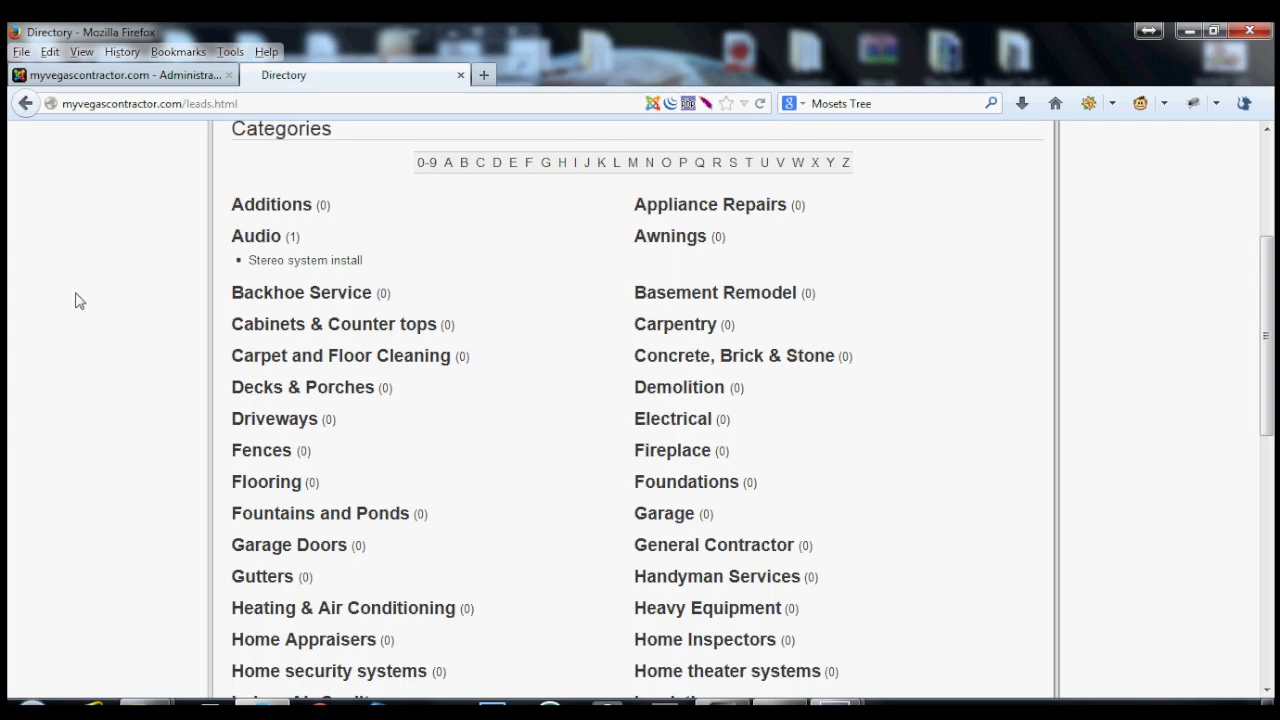 Directory - Mozilla Firefox
File Edit View History Bookmarks Tools Help
myvegascontractor.com - Administra... Directory
myvegascontractor.com/leads.html Mosets Tree
Categories
0-9 A B C D E F G H I J K L M N O P Q R S T U V W X Y Z
Additions (0) Appliance Repairs (0)
Audio (1) Awnings (0)
Stereo system install
Backhoe Service (0) Basement Remodel (0)
Cabinets & Counter tops (0) Carpentry (0)
Carpet and Floor Cleaning (0) Concrete, Brick & Stone (0)
Decks & Porches (0) Demolition (0)
Driveways (0) Electrical (0)
Fences (0) Fireplace (0)
Flooring (0) Foundations (0)
Fountains and Ponds (0) Garage (0)
Garage Doors (0) General Contractor (0)
Gutters (0) Handyman Services (0)
Heating & Air Conditioning (0) Heavy Equipment (0)
Home Appraisers (0) Home Inspectors (0)
Home security systems (0) Home theater systems (0)